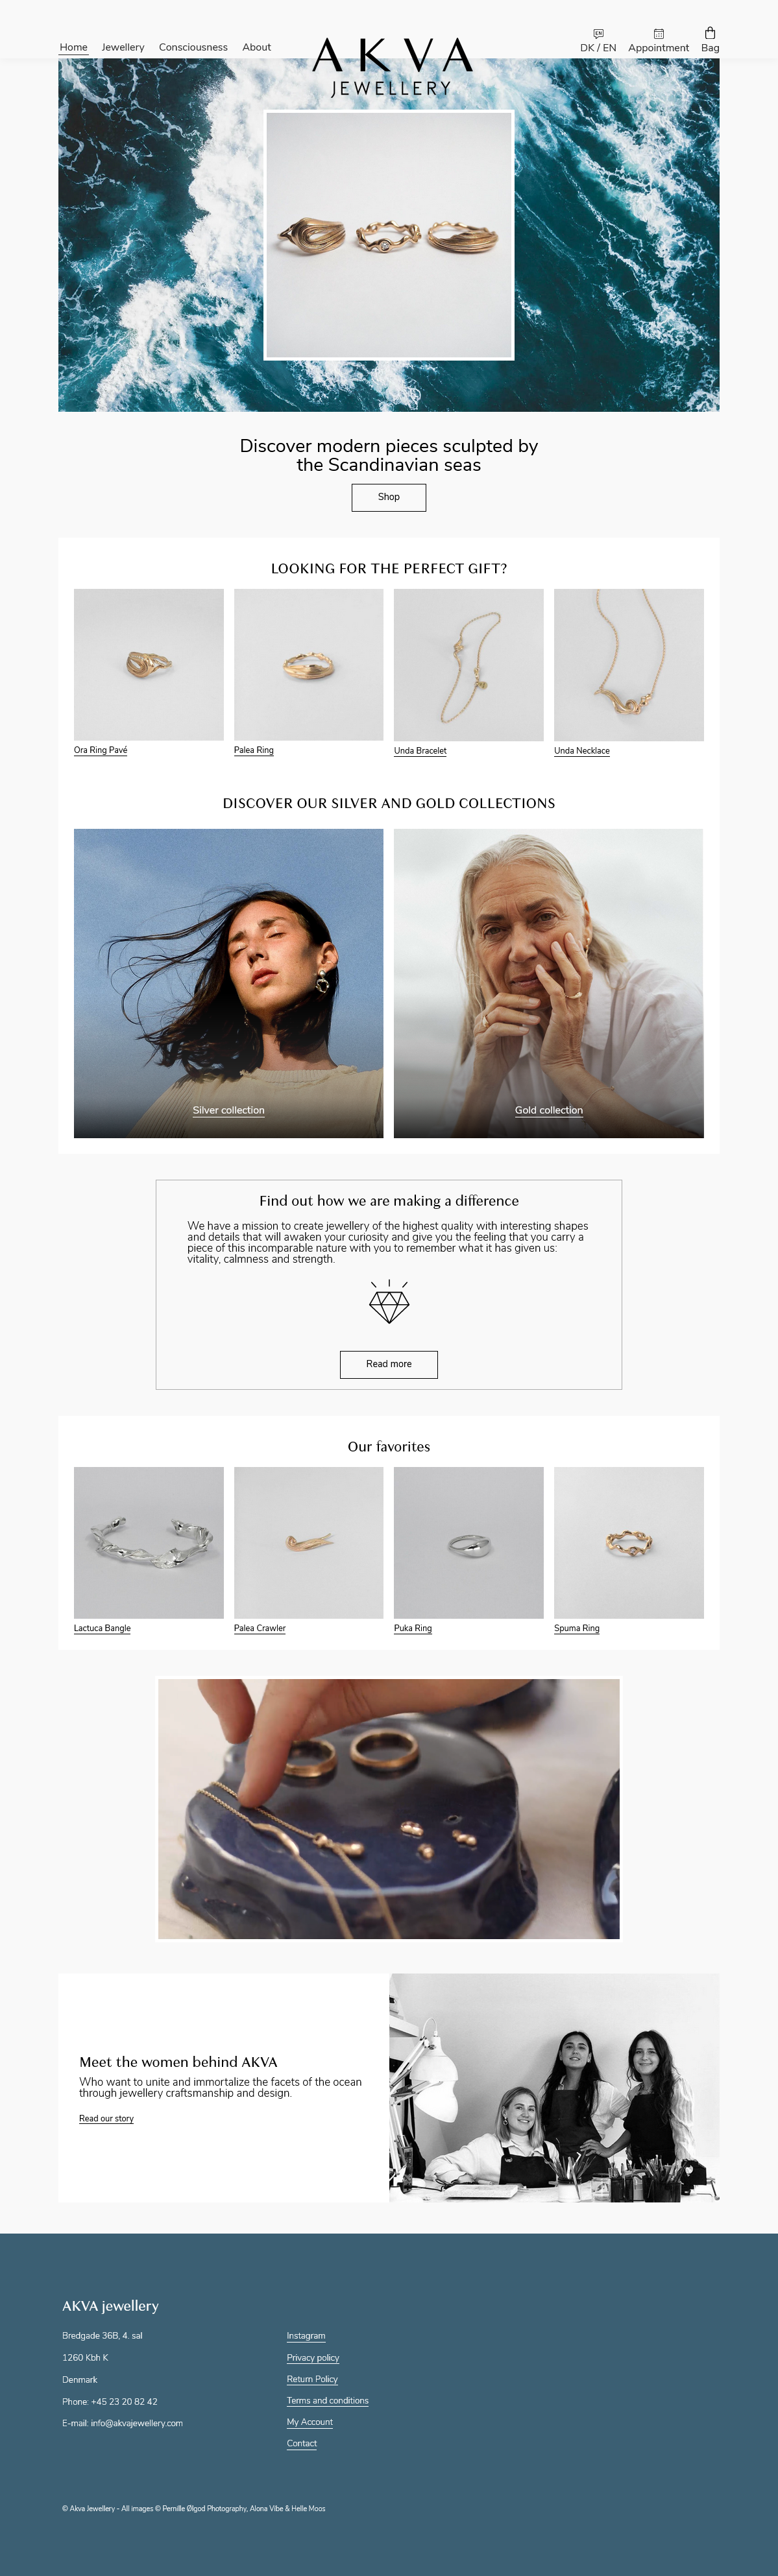 Home Jewellery Consciousness About
EN
DK / EN Appointment Bag
AKVA
JEWELLERY
Discover modern pieces sculpted by
the Scandinavian seas
Shop
LOOKING FOR THE PERFECT GIFT?
Ora Ring Pavé
Palea Ring
Unda Bracelet
Unda Necklace
DISCOVER OUR SILVER AND GOLD COLLECTIONS
Silver collection
Gold collection
Find out how we are making a difference
We have a mission to create jewellery of the highest quality with interesting shapes
and details that will awaken your curiosity and give you the feeling that you carry a
piece of this incomparable nature with you to remember what it has given us:
vitality, calmness and strength.
Read more
Our favorites
Lactuca Bangle
Palea Crawler
Puka Ring
Spuma Ring
Meet the women behind AKVA
Who want to unite and immortalize the facets of the ocean
through jewellery craftsmanship and design.
Read our story
AKVA jewellery
Bredgade 36B, 4. sal
1260 Kbh K
Denmark
Phone: +45 23 20 82 42
E-mail: info@akvajewellery.com
Instagram
Privacy policy
Return Policy
Terms and conditions
My Account
Contact
© Akva Jewellery - All images © Pernille Ølgod Photography, Alona Vibe & Helle Moos